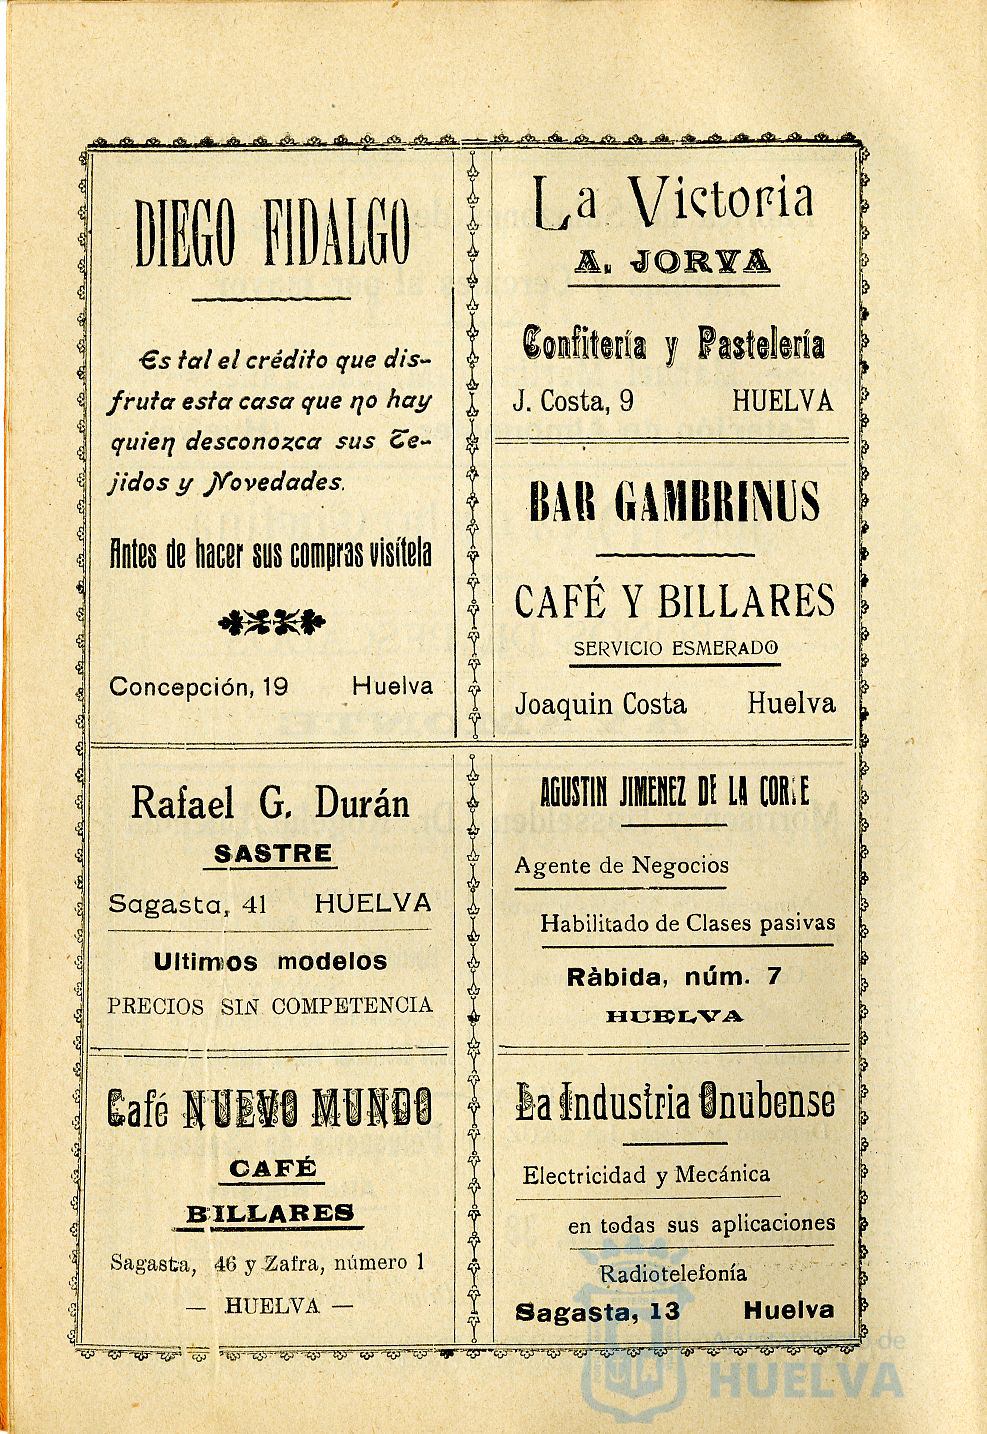 DIEGO FIDALGO
Es tal el crédito que dis-
fruta esta casa que no hay
quien desconozca sus Te-
jidos y Novedades.
Antes de hacer sus compras visítela
Concepción, 19 Huelva
La Victoria
A. JORVA
Confitería y Pastelería
J. Costa, 9 HUELVA
BAR GAMBRINUS
CAFÉ Y BILLARES
SERVICIO ESMERADO
Joaquin Costa Huelva
Rafael G. Durán
SASTRE
Sagasta, 41 HUELVA
Ultimos modelos
PRECIOS SIN COMPETENCIA
AGUSTIN JIMENEZ DE LA CORTE
Agente de Negocios
Habilitado de Clases pasivas
Ràbida, núm. 7
HUELVA
Café NUEVO MUNDO
CAFÉ
BILLARES
Sagasta, 46 y Zafra, número 1
— HUELVA —
La Industria Onubense
Electricidad y Mecánica
en todas sus aplicaciones
Radiotelefonía
Sagasta, 13 Huelva
Ayuntamiento de
HUELVA